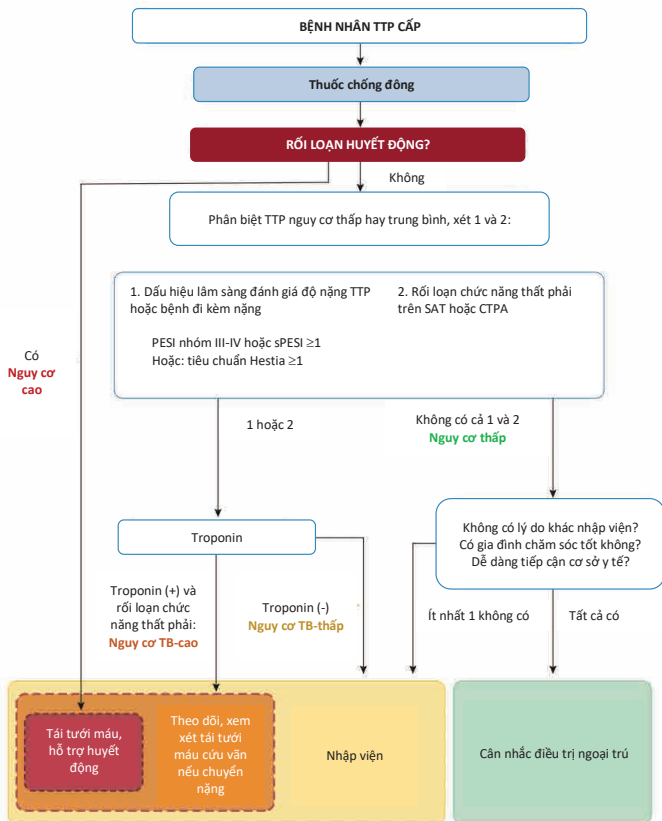 BỆNH NHÂN TTP CẤP
Thuốc chống đông
RỐI LOẠN HUYẾT ĐỘNG?
Không
Phân biệt TTP nguy cơ thấp hay trung bình, xét 1 và 2:
1. Dấu hiệu lâm sàng đánh giá độ nặng TTP
hoặc bệnh đi kèm nặng
PESI nhóm III-IV hoặc sPESI ≥1
Hoặc: tiêu chuẩn Hestia ≥1
2. Rối loạn chức năng thất phải
trên SAT hoặc CTPA
Có
Nguy cơ
cao
1 hoặc 2
Không có cả 1 và 2
Nguy cơ thấp
Troponin
Không có lý do khác nhập viện?
Có gia đình chăm sóc tốt không?
Dễ dàng tiếp cận cơ sở y tế?
Troponin (+) và
rối loạn chức
năng thất phải:
Nguy cơ TB-cao
Troponin (-)
Nguy cơ TB-thấp
Ít nhất 1 không có
Tất cả có
Tái tưới máu,
hỗ trợ huyết
động
Theo dõi, xem
xét tái tưới
máu cứu vãn
nếu chuyển
nặng
Nhập viện
Cân nhắc điều trị ngoại trú